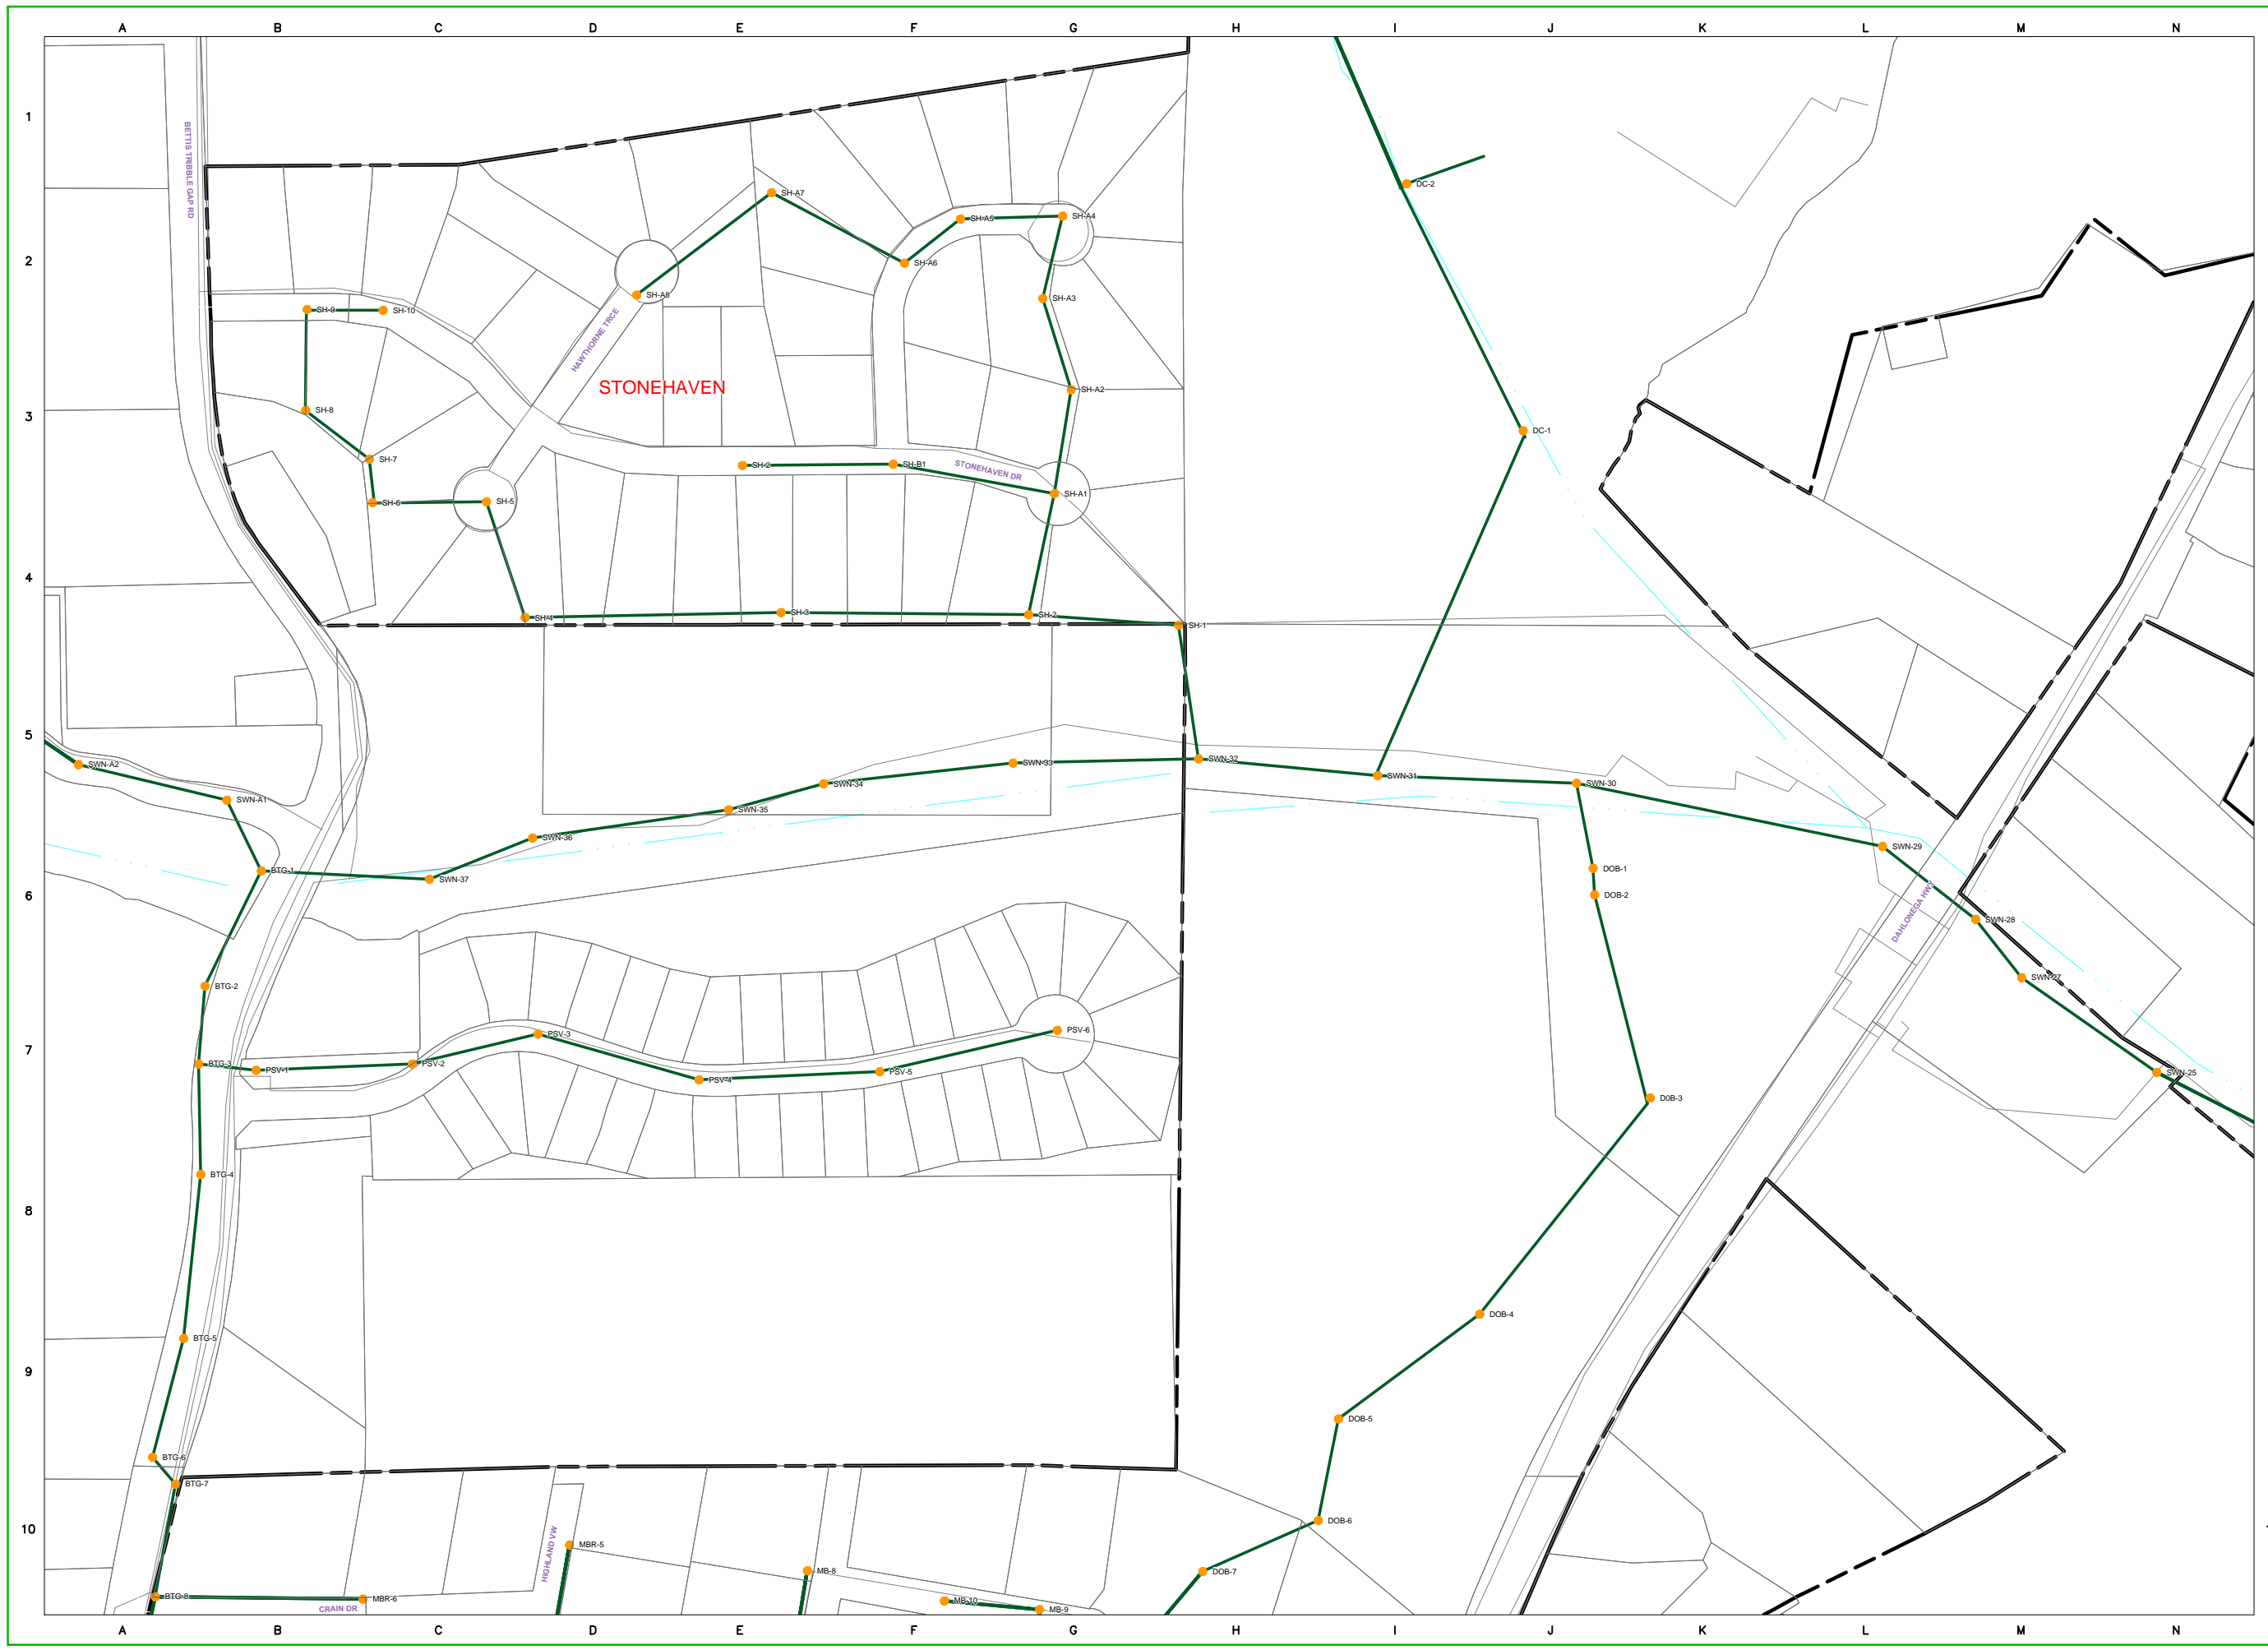 A B C D E F G H I J K L M N
1
BETTIS TRIBBLE GAP RD
SH-A7
DC-2
SH-A5
SH-A4
2
SH-A6
SH-A8
SH-A3
SH-9
SH-10
HAWTHORNE TRCE
STONEHAVEN
SH-A2
SH-8
3
DC-1
SH-7
SH-2
SH-B1
STONEHAVEN DR
SH-6
SH-5
SH-A1
4
SH-4
SH-3
SH-2
SH-1
5
SWN-A2
SWN-33
SWN-32
SWN-31
SWN-34
SWN-30
SWN-A1
SWN-35
SWN-36
SWN-29
BTG-1
SWN-37
DOB-1
6
DOB-2
DAHLONEGA HWY
SWN-28
SWN-27
BTG-2
PSV-3
PSV-6
7
BTG-3
PSV-1
PSV-2
PSV-4
PSV-5
SWN-25
D0B-3
BTG-4
8
DOB-4
BTG-5
9
DOB-5
BTG-6
BTG-7
10
DOB-6
HIGHLAND VW
MBR-5
MB-8
DOB-7
BTG-8
MBR-6
MB-10
MB-9
CRAIN DR
A B C D E F G H I J K L M N